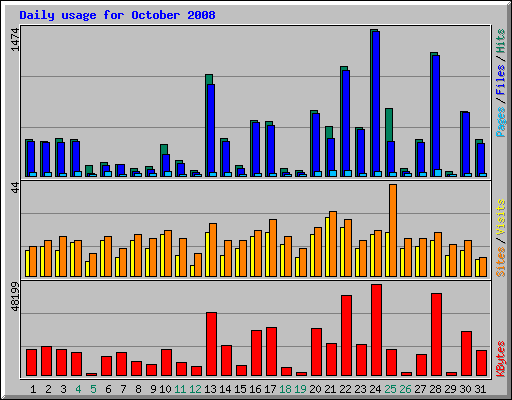 Daily usage for October 2008
1474
Pages / Files / Hits
44
Sites / Visits
48199
KBytes
1 2 3 4 5 6 7 8 9 10 11 12 13 14 15 16 17 18 19 20 21 22 23 24 25 26 27 28 29 30 31